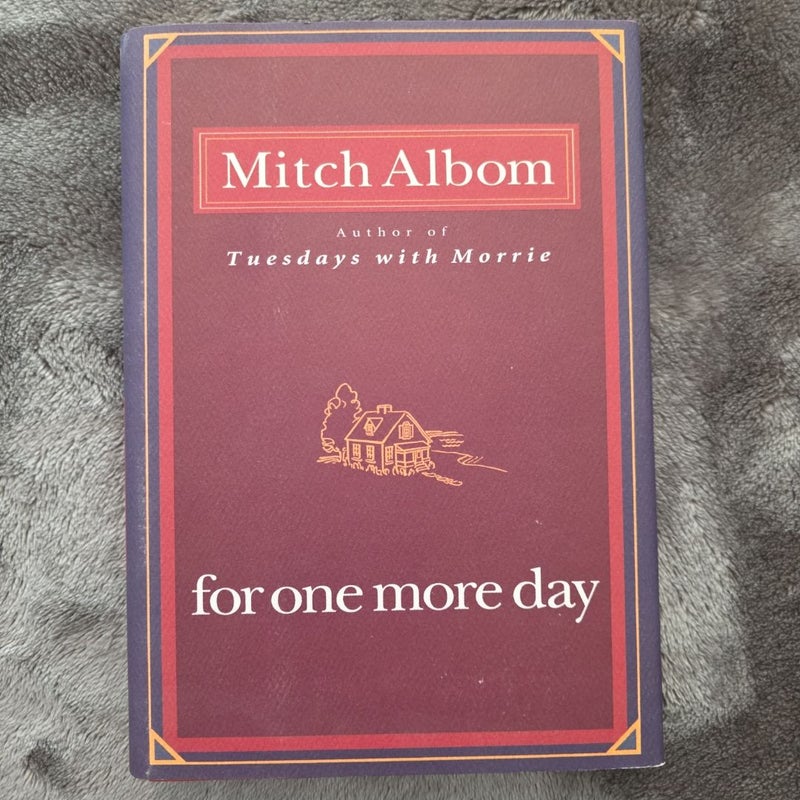 Mitch Albom
Author of
Tuesdays with Morrie
for one more day